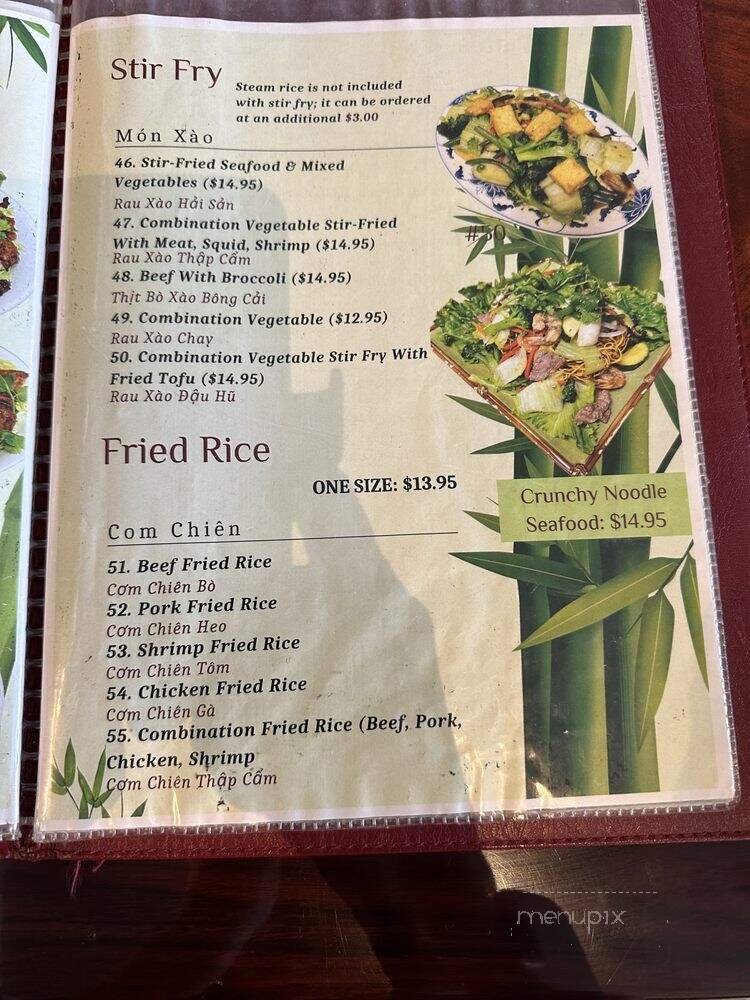 Stir Fry
Steam rice is not included
with stir fry; it can be ordered
at an additional $3.00
Món Xào
46. Stir-Fried Seafood & Mixed
Vegetables ($14.95)
Rau Xào Hải Sản
47. Combination Vegetable Stir-Fried
With Meat, Squid, Shrimp ($14.95)
Rau Xào Thập Cẩm
48. Beef With Broccoli ($14.95)
Thịt Bò Xào Bông Cải
49. Combination Vegetable ($12.95)
Rau Xào Chay
50. Combination Vegetable Stir Fry With
Fried Tofu ($14.95)
Rau Xào Đậu Hũ
#50
Fried Rice
ONE SIZE: $13.95
Crunchy Noodle
Seafood: $14.95
Com Chiên
51. Beef Fried Rice
Cơm Chiên Bò
52. Pork Fried Rice
Cơm Chiên Heo
53. Shrimp Fried Rice
Cơm Chiên Tôm
54. Chicken Fried Rice
Cơm Chiên Gà
55. Combination Fried Rice (Beef, Pork,
Chicken, Shrimp
Cơm Chiên Thập Cẩm
menupix